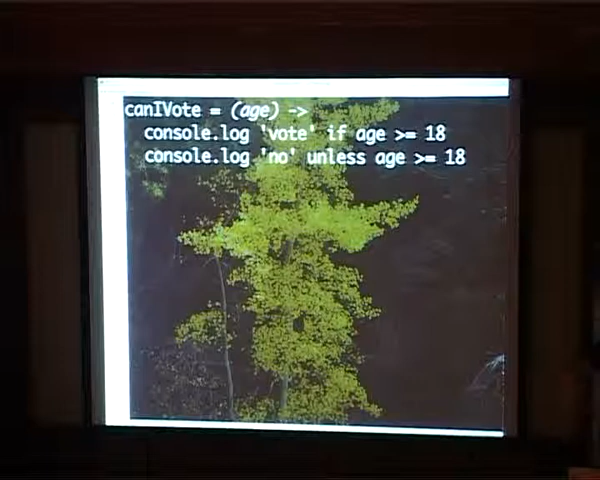 canIVote = (age) ->
console.log 'vote' if age >= 18
console.log 'no' unless age >= 18